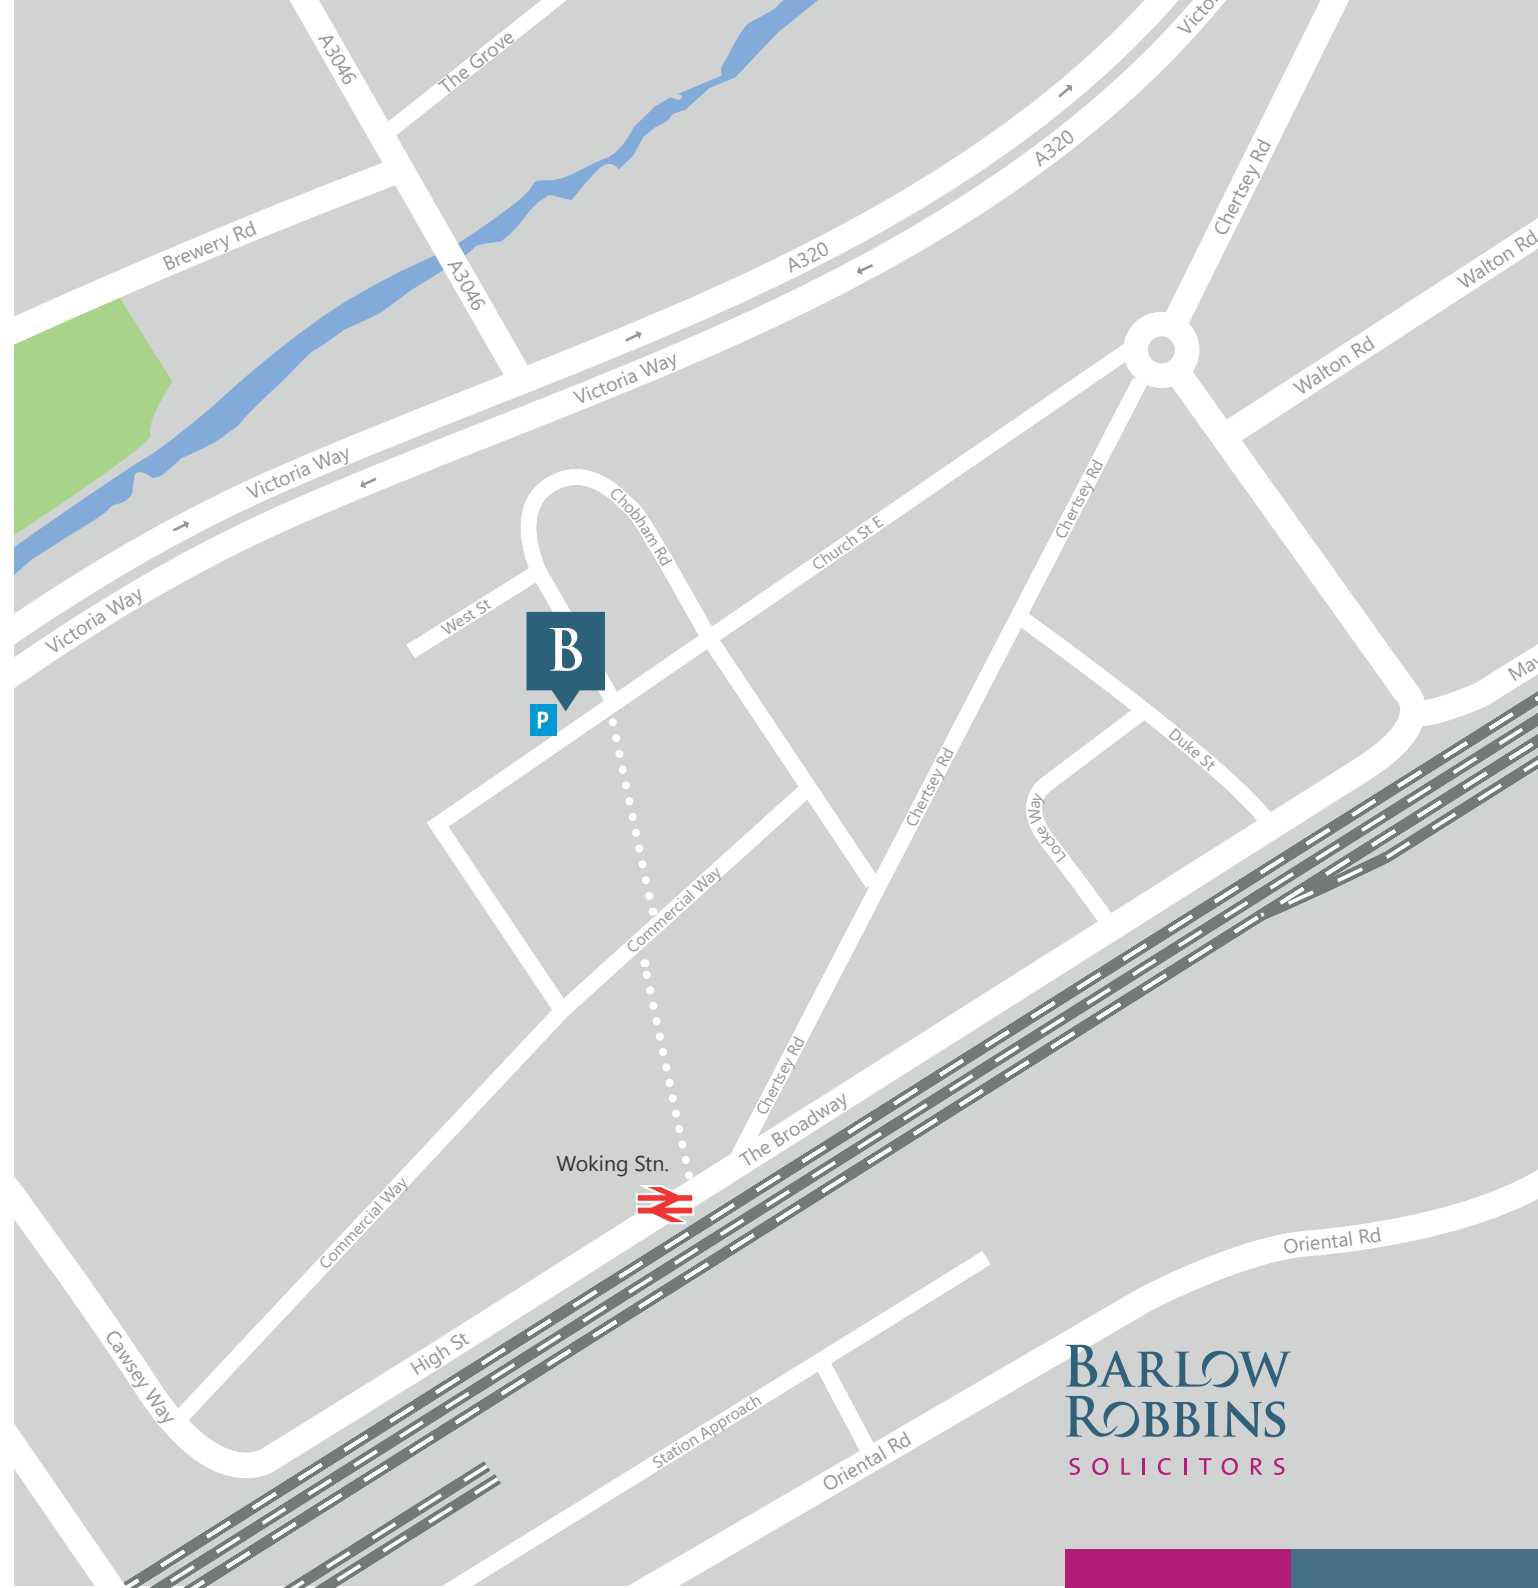 A3046
The Grove
Victo
A320
Chertsey Rd
Brewery Rd
A3046
A320
Walton Rd
Victoria Way
Walton Rd
Victoria Way
Chobham Rd
Church St E
Chertsey Rd
Victoria Way
West St
B
P
May
Duke St
Chertsey Rd
Locke Way
Commercial Way
Chertsey Rd
The Broadway
Woking Stn.
Commercial Way
Oriental Rd
Cawsey Way
High St
Station Approach
Oriental Rd
BARLOW
ROBBINS
SOLICITORS